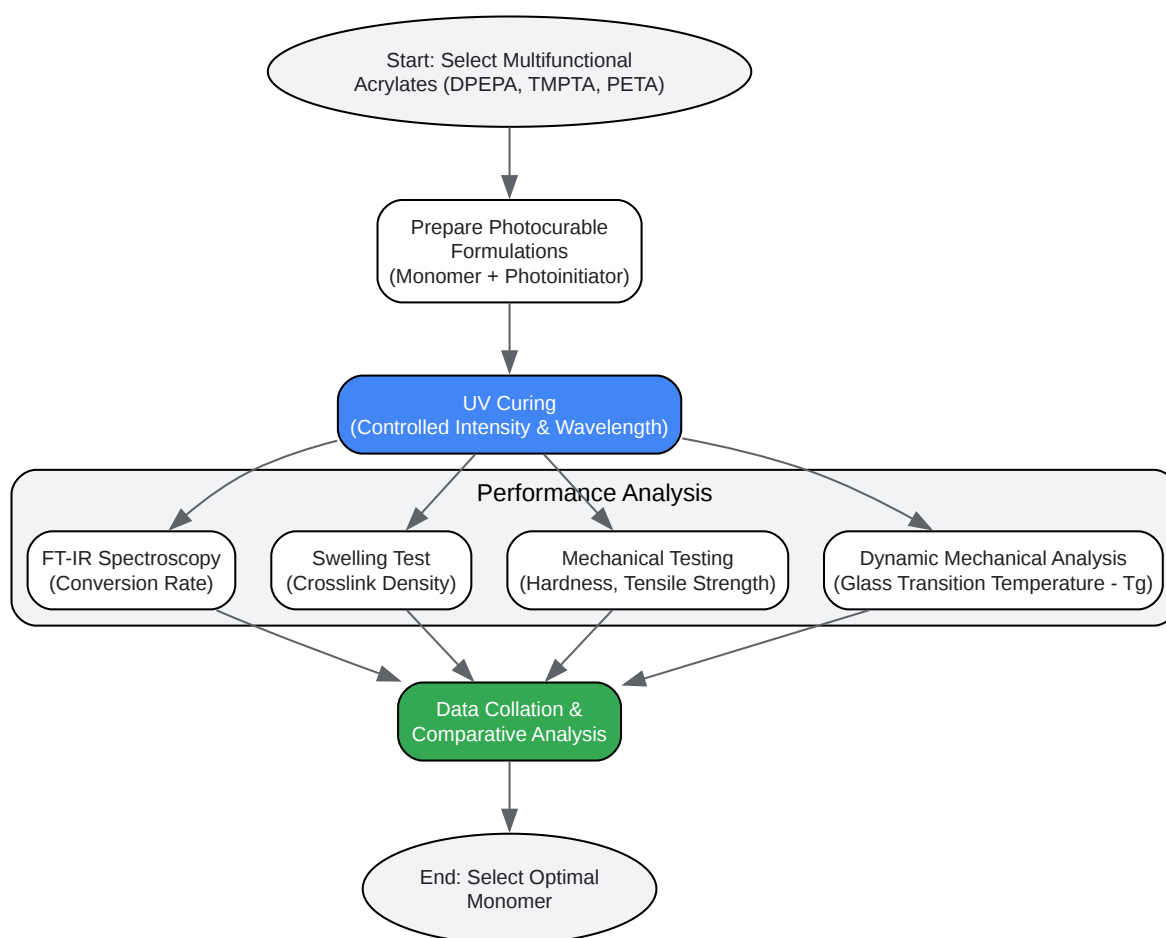 Start: Select Multifunctional
Acrylates (DPEPA, TMPTA, PETA)
Prepare Photocurable
Formulations
(Monomer + Photoinitiator)
UV Curing
(Controlled Intensity & Wavelength)
Performance Analysis
FT-IR Spectroscopy
(Conversion Rate)
Swelling Test
(Crosslink Density)
Mechanical Testing
(Hardness, Tensile Strength)
Dynamic Mechanical Analysis
(Glass Transition Temperature - Tg)
Data Collation &
Comparative Analysis
End: Select Optimal
Monomer